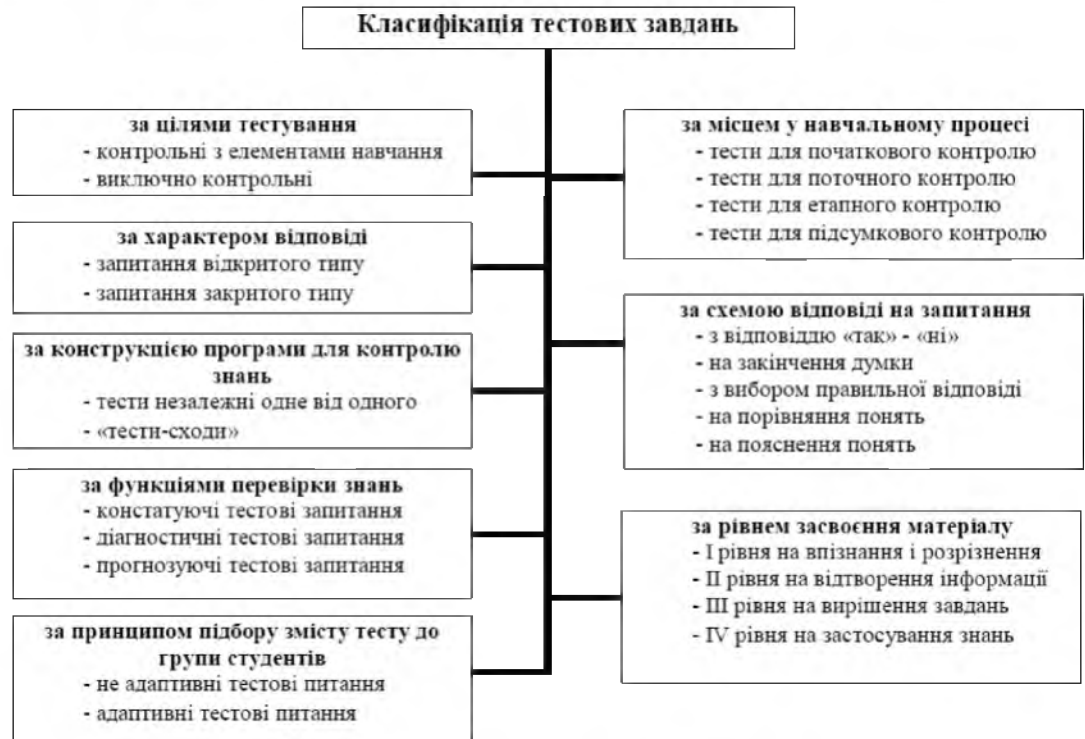 Класифікація тестових завдань
за цілями тестування
- контрольні з елементами навчання
- виключно контрольні
за характером відповіді
- запитання відкритого типу
- запитання закритого типу
за конструкцією програми для контролю
знань
- тести незалежні одне від одного
- «тести-сходи»
за функціями перевірки знань
- констатуючі тестові запитання
- діагностичні тестові запитання
- прогнозуючі тестові запитання
за принципом підбору змісту тесту до
групи студентів
- не адаптивні тестові питання
- адаптивні тестові питання
за місцем у навчальному процесі
- тести для початкового контролю
- тести для поточного контролю
- тести для етапного контролю
- тести для підсумкового контролю
за схемою відповіді на запитання
- з відповіддю «так» - «ні»
- на закінчення думки
- з вибором правильної відповіді
- на порівняння понять
- на пояснення понять
за рівнем засвоєння матеріалу
- І рівня на впізнання і розрізнення
- ІІ рівня на відтворення інформації
- ІІІ рівня на вирішення завдань
- IV рівня на застосування знань